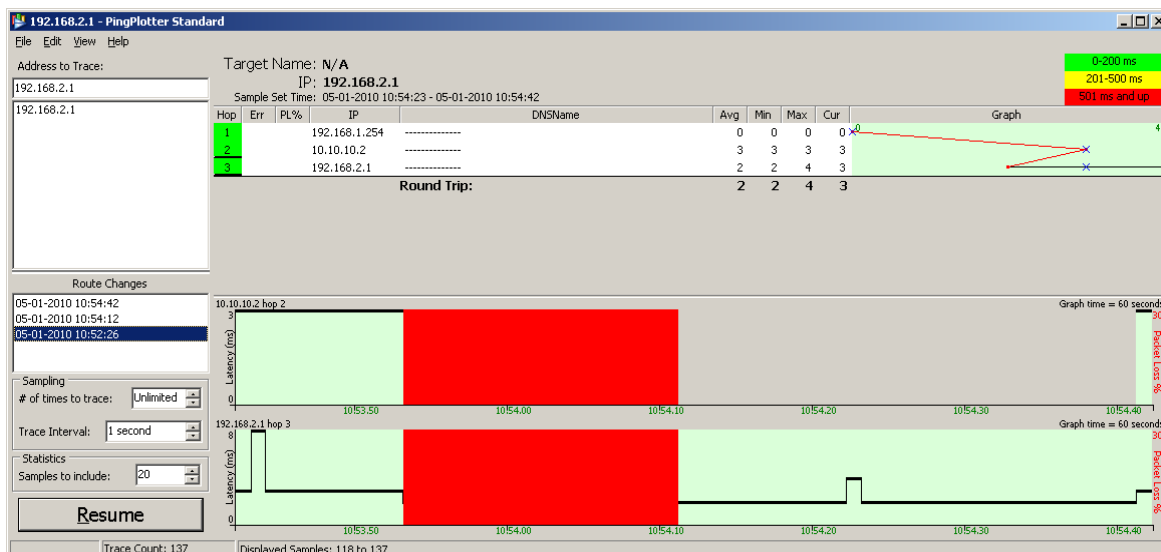 192.168.2.1 - PingPlotter Standard
File Edit View Help
Address to Trace:
192.168.2.1
192.168.2.1
Target Name: N/A
IP: 192.168.2.1
Sample Set Time: 05-01-2010 10:54:23 - 05-01-2010 10:54:42
0-200 ms
201-500 ms
501 ms and up
Hop Err PL% IP DNSName Avg Min Max Cur Graph
1 192.168.1.254 ------------- 0 0 0 0 0 4
2 10.10.10.2 ------------- 3 3 3 3
3 192.168.2.1 ------------- 2 2 4 3
Round Trip: 2 2 4 3
Route Changes
05-01-2010 10:54:42
05-01-2010 10:54:12
05-01-2010 10:52:26
Sampling
# of times to trace: Unlimited
Trace Interval: 1 second
Statistics
Samples to include: 20
Resume
10.10.10.2 hop 2 Graph time = 60 seconds
3 30
Latency (ms) Packet Loss %
0
10:53.50 10:54.00 10:54.10 10:54.20 10:54.30 10:54.40
192.168.2.1 hop 3 Graph time = 60 seconds
8 30
Latency (ms) Packet Loss %
0
10:53.50 10:54.00 10:54.10 10:54.20 10:54.30 10:54.40
Trace Count: 137 Displayed Samples: 118 to 137